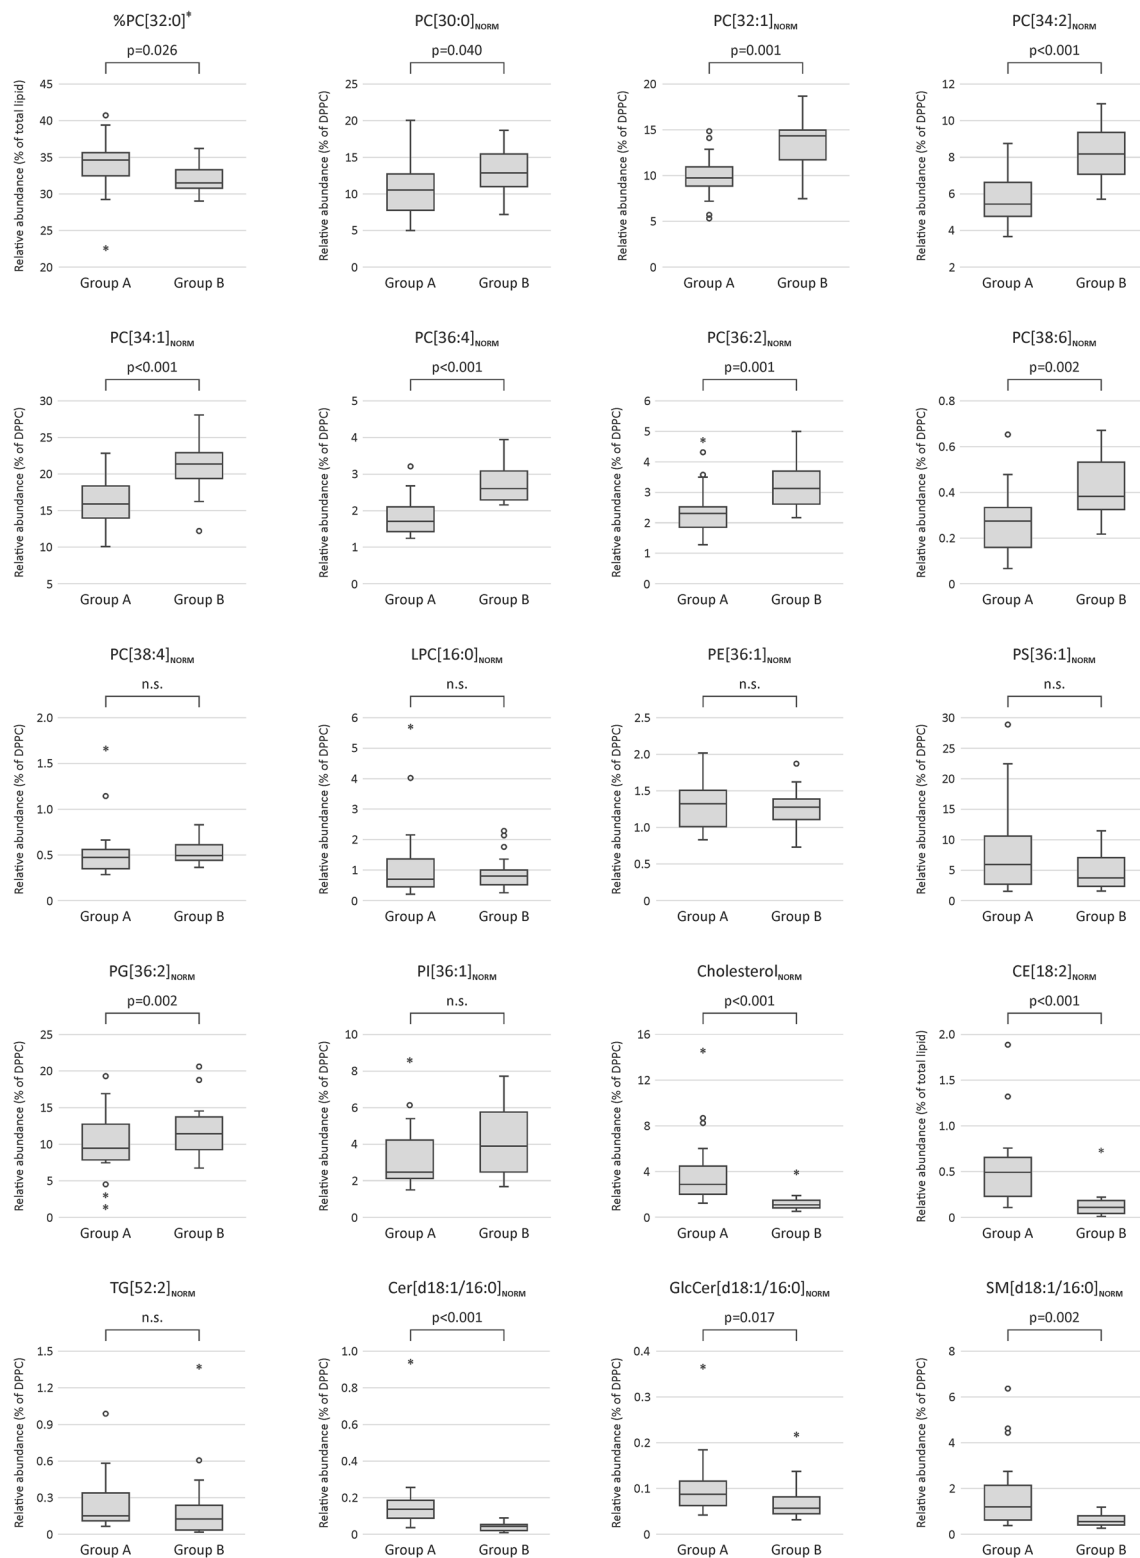 %PC[32:0]*
p=0.026
Relative abundance (% of total lipid)
45
40
35
30
25
20
Group A Group B
PC[30:0]NORM
p=0.040
Relative abundance (% of DPPC)
25
20
15
10
5
0
Group A Group B
PC[32:1]NORM
p=0.001
Relative abundance (% of DPPC)
20
15
10
5
0
Group A Group B
PC[34:2]NORM
p<0.001
Relative abundance (% of DPPC)
12
10
8
6
4
2
Group A Group B
PC[34:1]NORM
p<0.001
Relative abundance (% of DPPC)
30
25
20
15
10
5
Group A Group B
PC[36:4]NORM
p<0.001
Relative abundance (% of DPPC)
5
4
3
2
1
0
Group A Group B
PC[36:2]NORM
p=0.001
Relative abundance (% of DPPC)
6
5
4
3
2
1
0
Group A Group B
PC[38:6]NORM
p=0.002
Relative abundance (% of DPPC)
0.8
0.6
0.4
0.2
0
Group A Group B
PC[38:4]NORM
n.s.
Relative abundance (% of DPPC)
2.0
1.5
1.0
0.5
0
Group A Group B
LPC[16:0]NORM
n.s.
Relative abundance (% of DPPC)
6
5
4
3
2
1
0
Group A Group B
PE[36:1]NORM
n.s.
Relative abundance (% of DPPC)
2.5
2.0
1.5
1.0
0.5
0
Group A Group B
PS[36:1]NORM
n.s.
Relative abundance (% of DPPC)
30
25
20
15
10
5
0
Group A Group B
PG[36:2]NORM
p=0.002
Relative abundance (% of DPPC)
25
20
15
10
5
0
Group A Group B
PI[36:1]NORM
n.s.
Relative abundance (% of DPPC)
10
8
6
4
2
0
Group A Group B
CholesterolNORM
p<0.001
Relative abundance (% of DPPC)
16
12
8
4
0
Group A Group B
CE[18:2]NORM
p<0.001
Relative abundance (% of total lipid)
2.0
1.5
1.0
0.5
0
Group A Group B
TG[52:2]NORM
n.s.
Relative abundance (% of DPPC)
1.5
1.2
0.9
0.6
0.3
0
Group A Group B
Cer[d18:1/16:0]NORM
p<0.001
Relative abundance (% of DPPC)
1.0
0.8
0.6
0.4
0.2
0
Group A Group B
GlcCer[d18:1/16:0]NORM
p=0.017
Relative abundance (% of DPPC)
0.4
0.3
0.2
0.1
0
Group A Group B
SM[d18:1/16:0]NORM
p=0.002
Relative abundance (% of DPPC)
8
6
4
2
0
Group A Group B